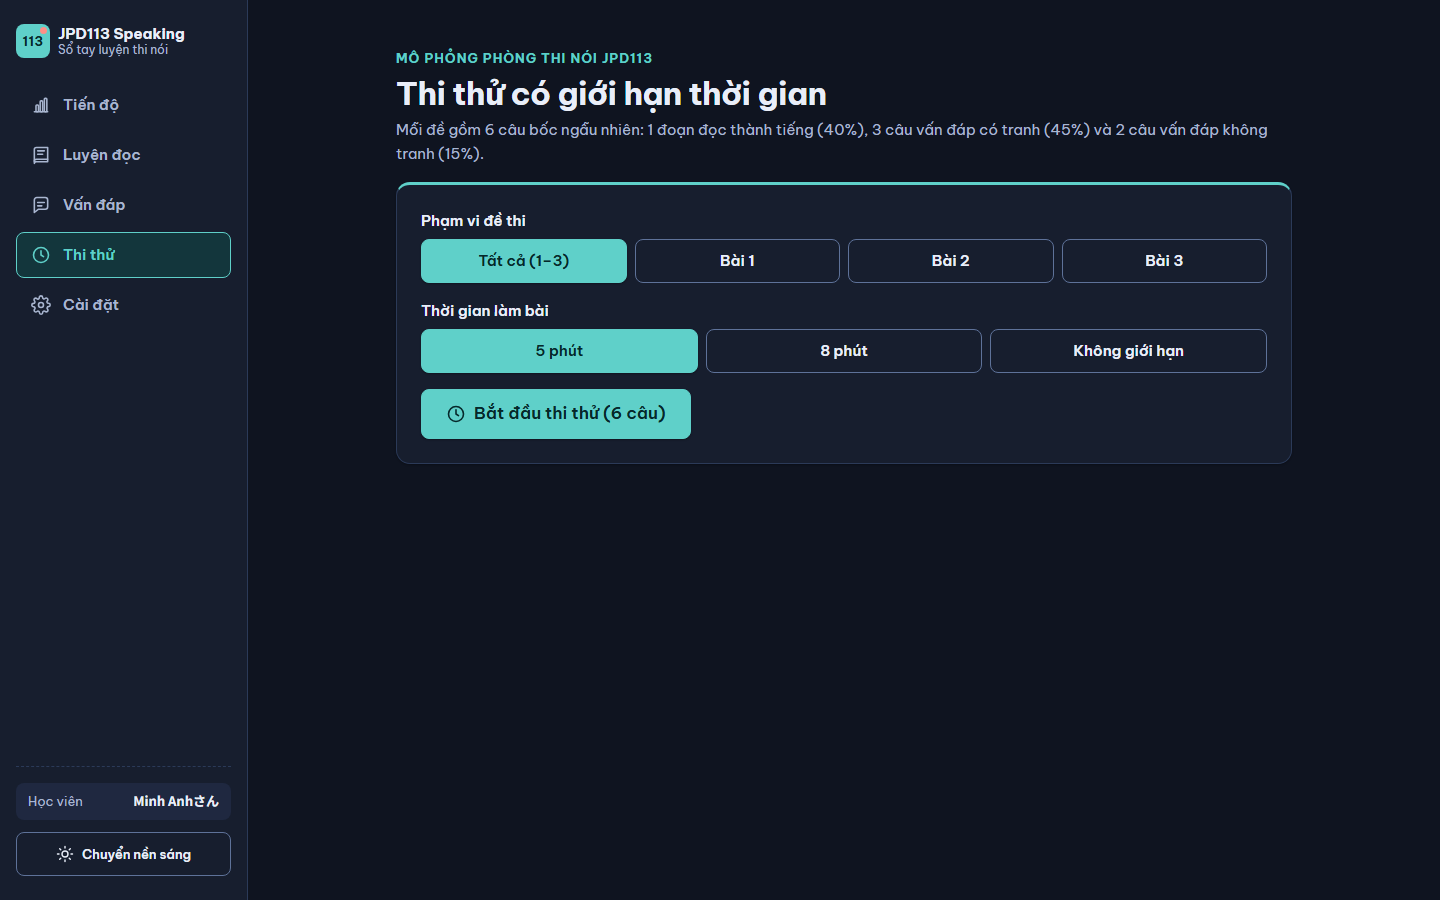 113
JPD113 Speaking
Sổ tay luyện thi nói
Tiến độ
Luyện đọc
Vấn đáp
Thi thử
Cài đặt
Học viên
Minh Anhさん
Chuyển nền sáng
MÔ PHỎNG PHÒNG THI NÓI JPD113
Thi thử có giới hạn thời gian
Mỗi đề gồm 6 câu bốc ngẫu nhiên: 1 đoạn đọc thành tiếng (40%), 3 câu vấn đáp có tranh (45%) và 2 câu vấn đáp không
tranh (15%).
Phạm vi đề thi
Tất cả (1–3)
Bài 1
Bài 2
Bài 3
Thời gian làm bài
5 phút
8 phút
Không giới hạn
Bắt đầu thi thử (6 câu)